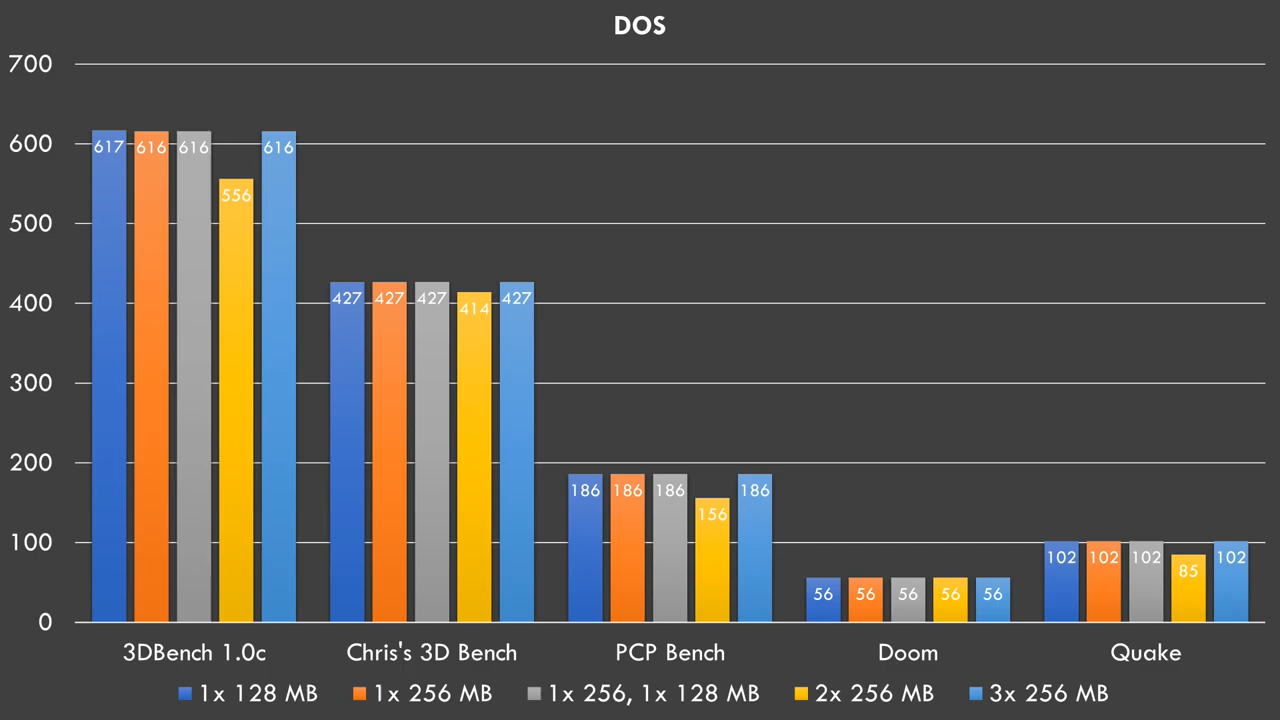 DOS
700
600
500
400
300
200
100
0
617 616 616 556 616
427 427 427 414 427
186 186 186 156 186
56 56 56 56 56
102 102 102 85 102
3DBench 1.0c Chris's 3D Bench PCP Bench Doom Quake
1x 128 MB 1x 256 MB 1x 256, 1x 128 MB 2x 256 MB 3x 256 MB